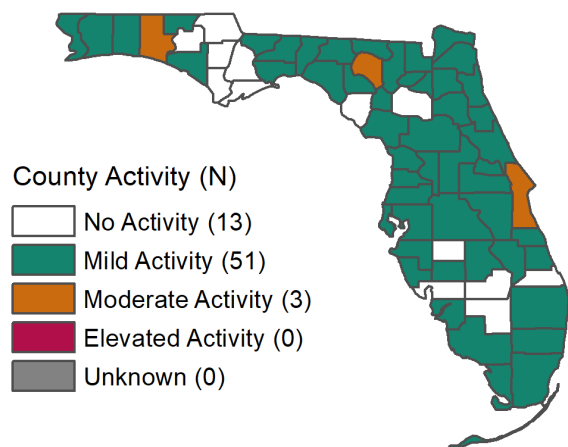 County Activity (N)
No Activity (13)
Mild Activity (51)
Moderate Activity (3)
Elevated Activity (0)
Unknown (0)